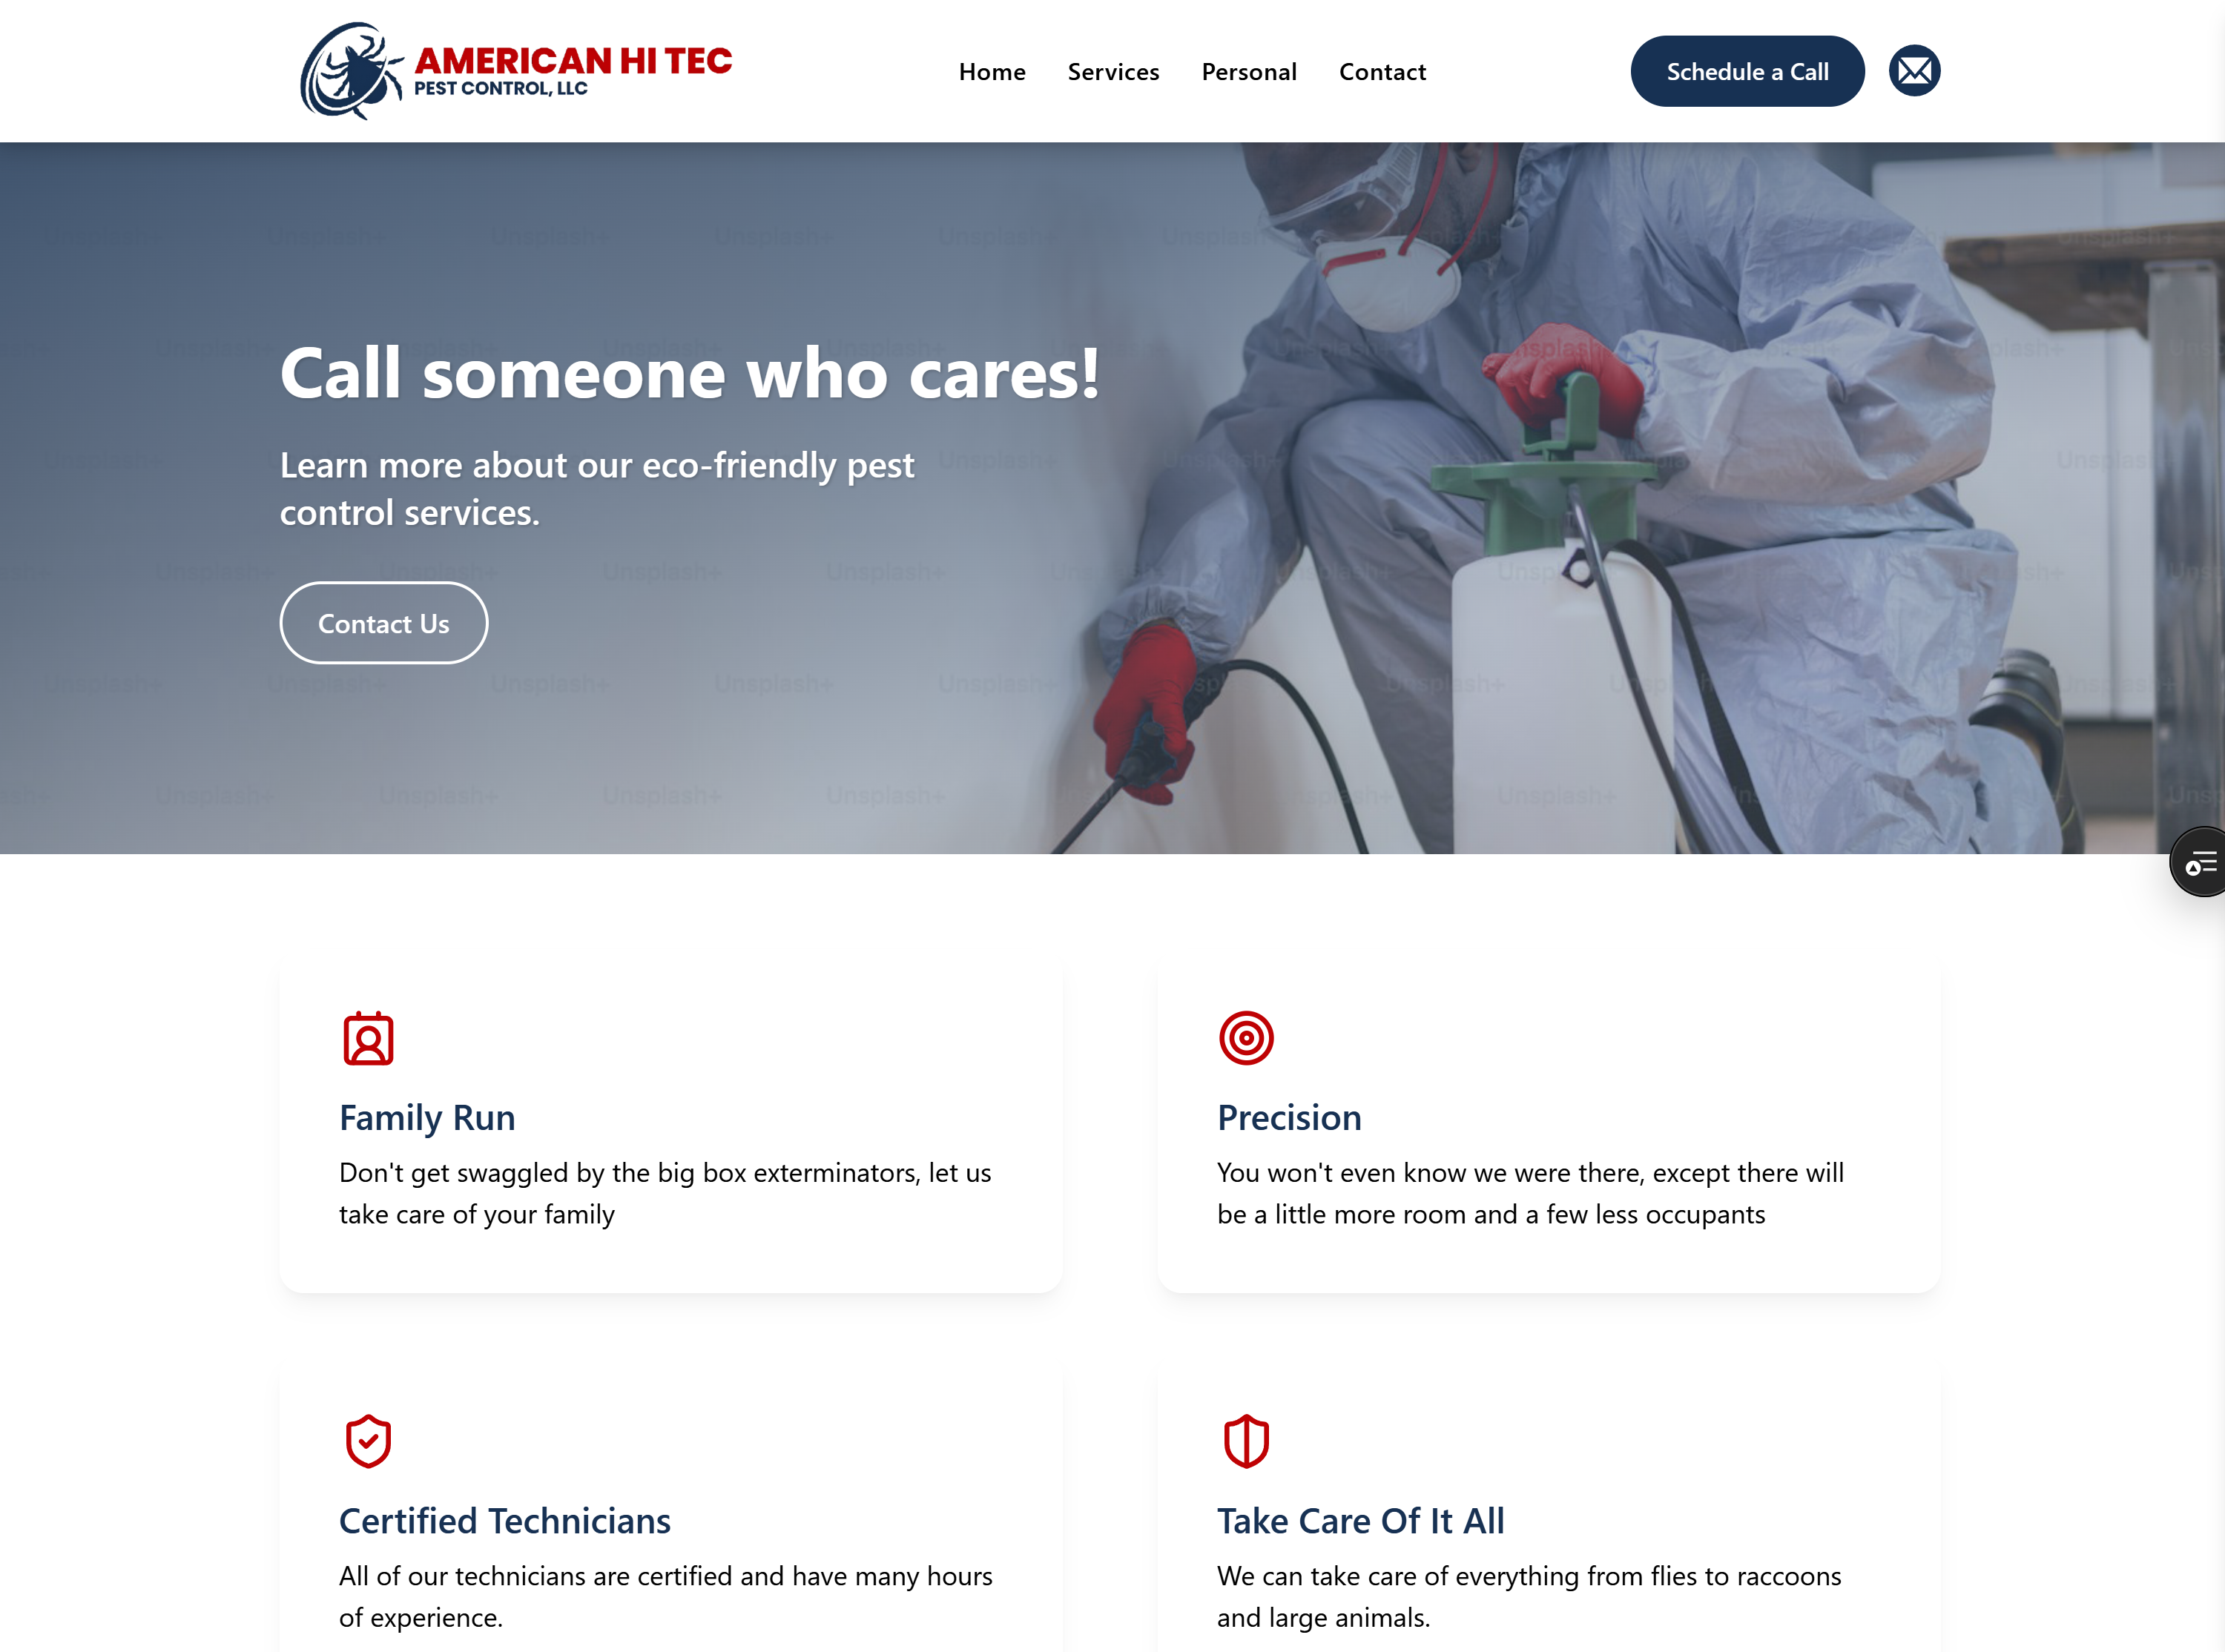 AMERICAN HI TEC
PEST CONTROL, LLC
Home Services Personal Contact
Schedule a Call
Call someone who cares!
Learn more about our eco-friendly pest
control services.
Contact Us
Unsplash+
Family Run
Don't get swaggled by the big box exterminators, let us
take care of your family
Precision
You won't even know we were there, except there will
be a little more room and a few less occupants
Certified Technicians
All of our technicians are certified and have many hours
of experience.
Take Care Of It All
We can take care of everything from flies to raccoons
and large animals.